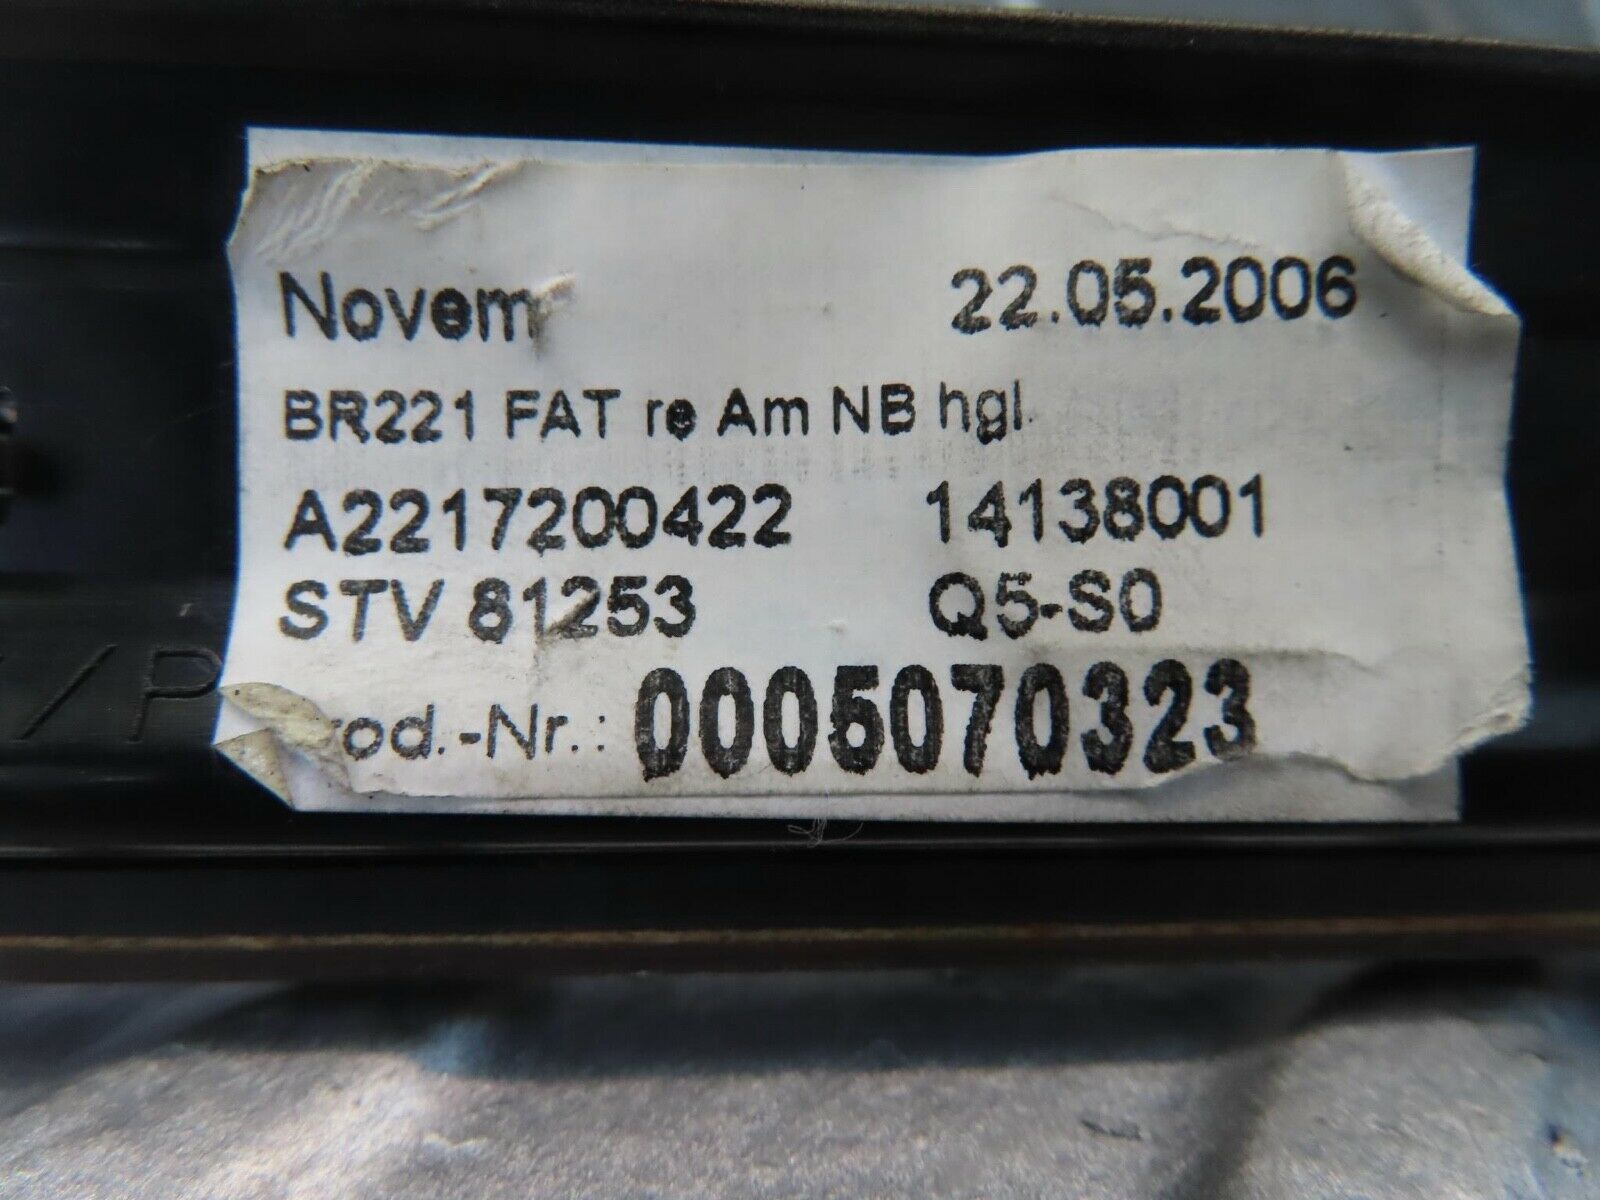 Novem 22.05.2006
BR221 FAT re Am NB hgl.
A2217200422 14138001
STV 81253 Q5-S0
rod.-Nr.: 0005070323
/P